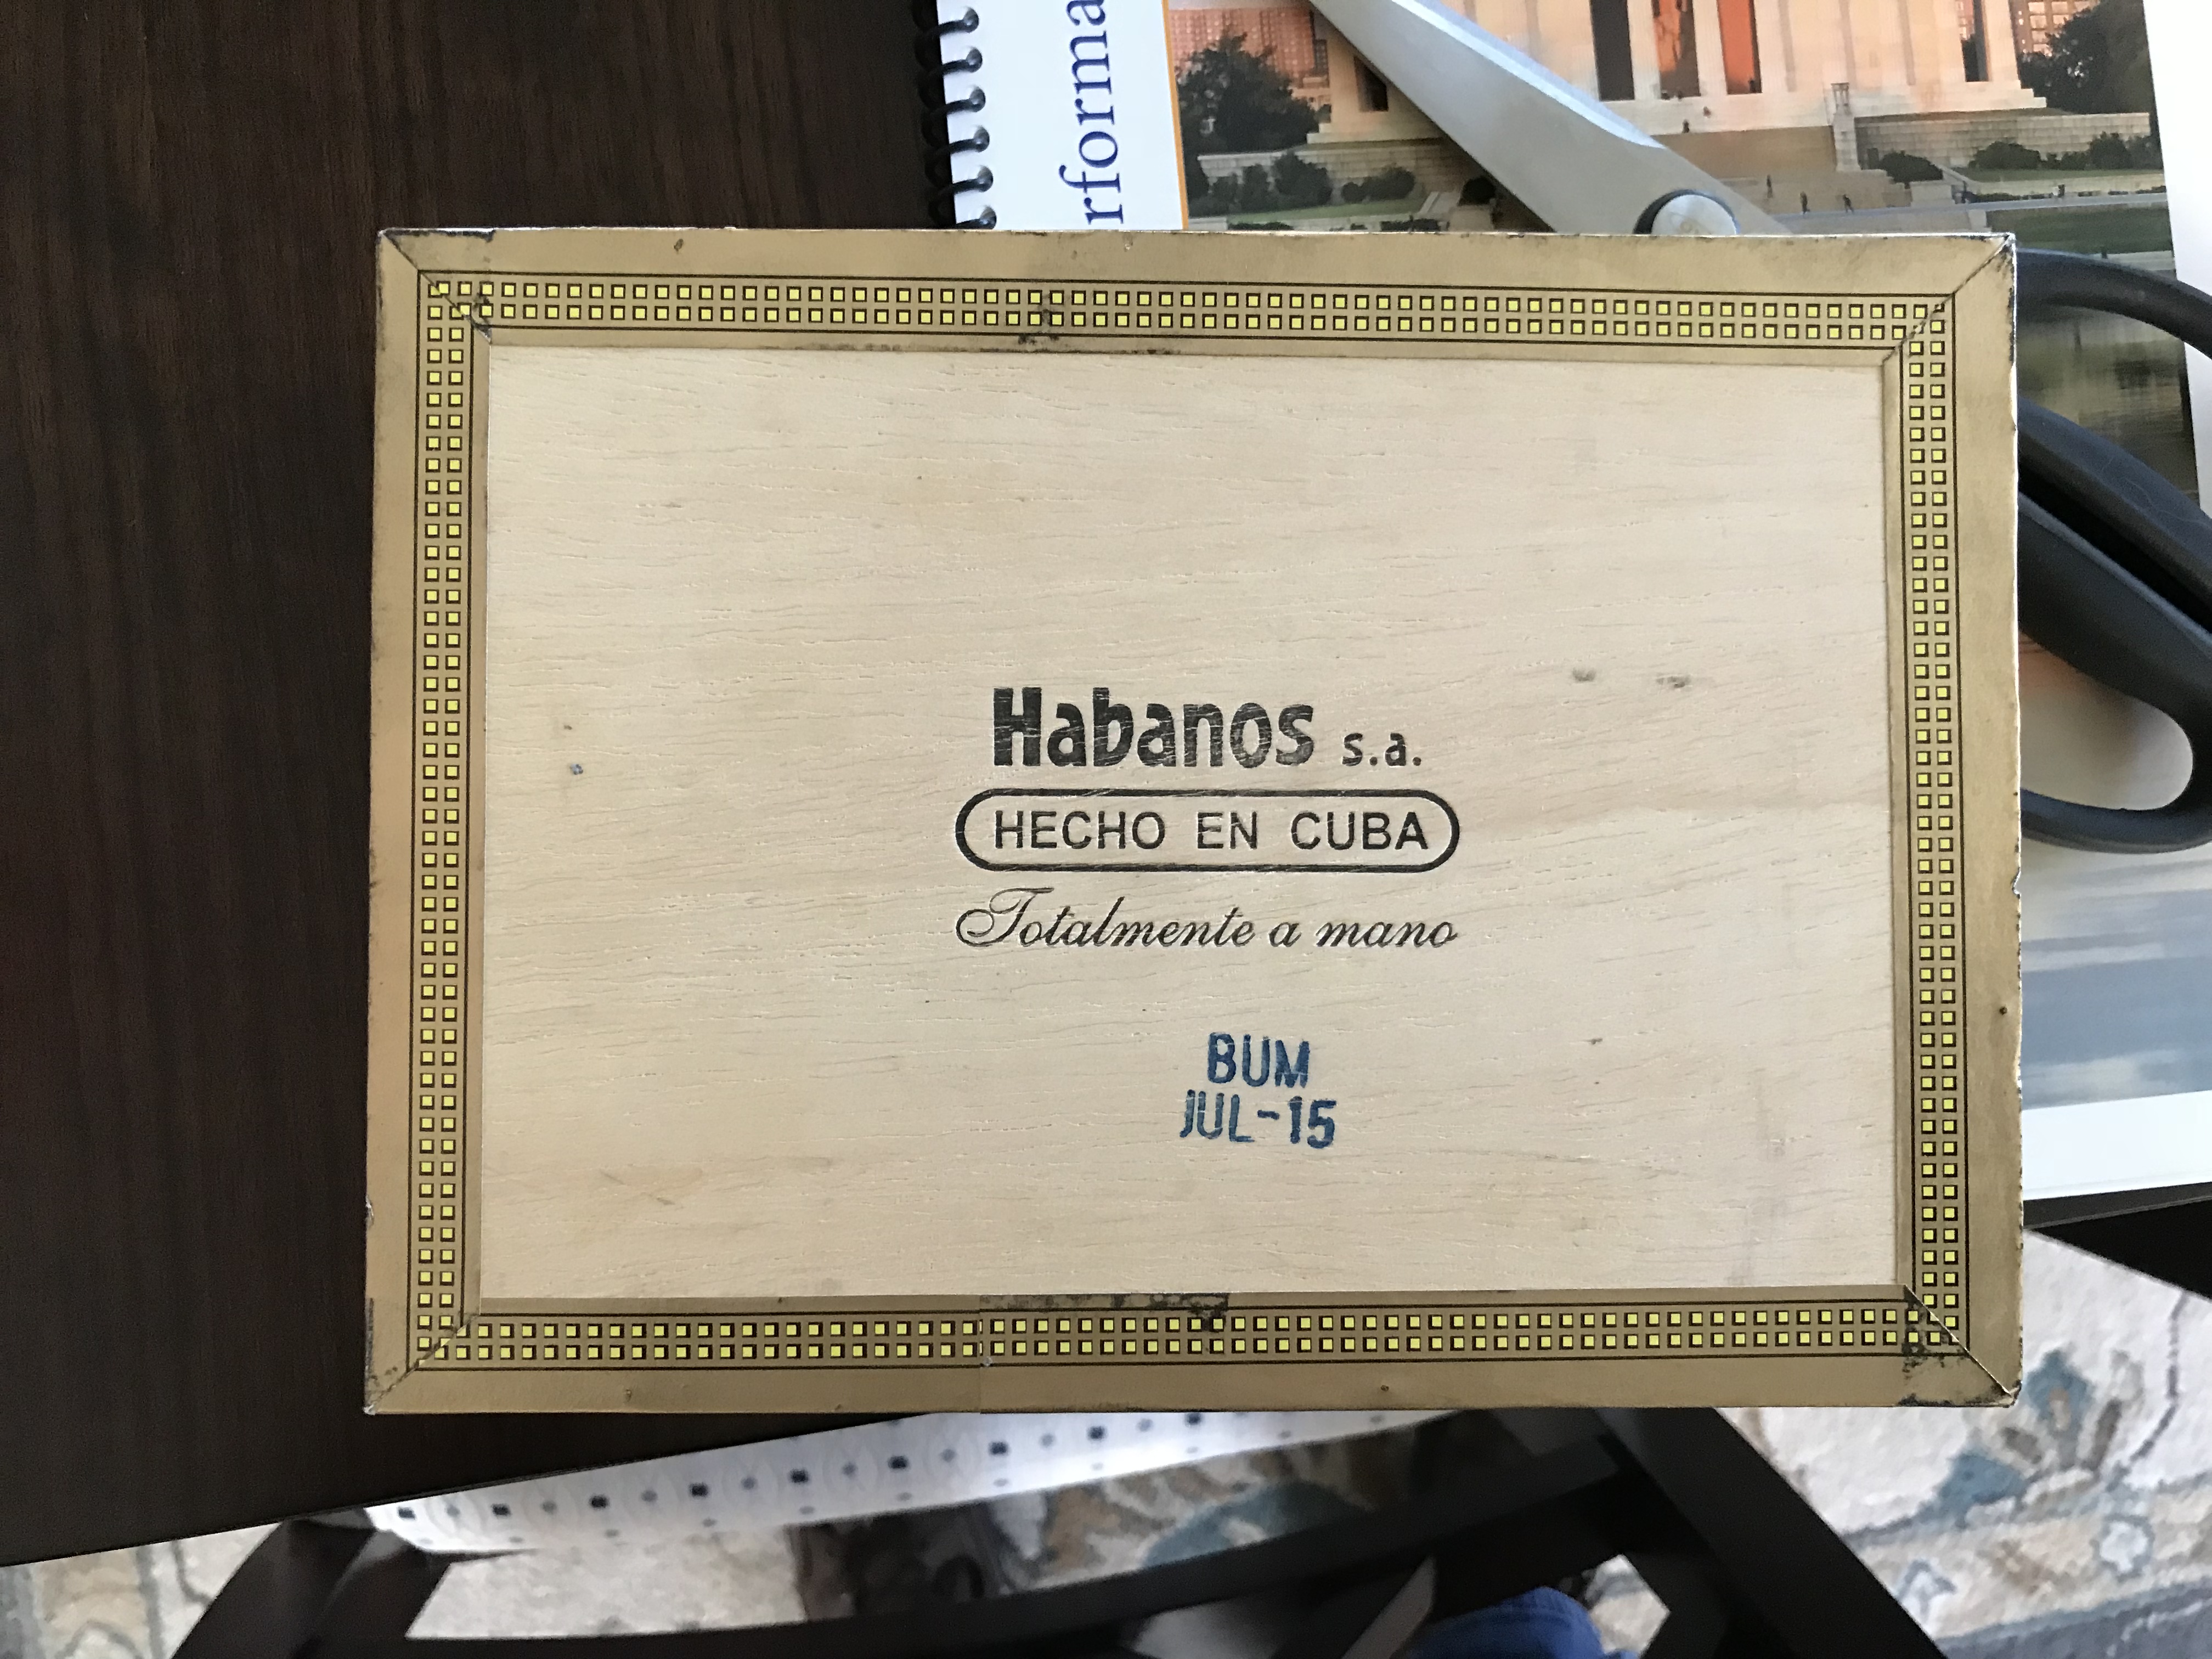 rforma
Habanos s.a.
HECHO EN CUBA
Totalmente a mano
BUM
JUL-15